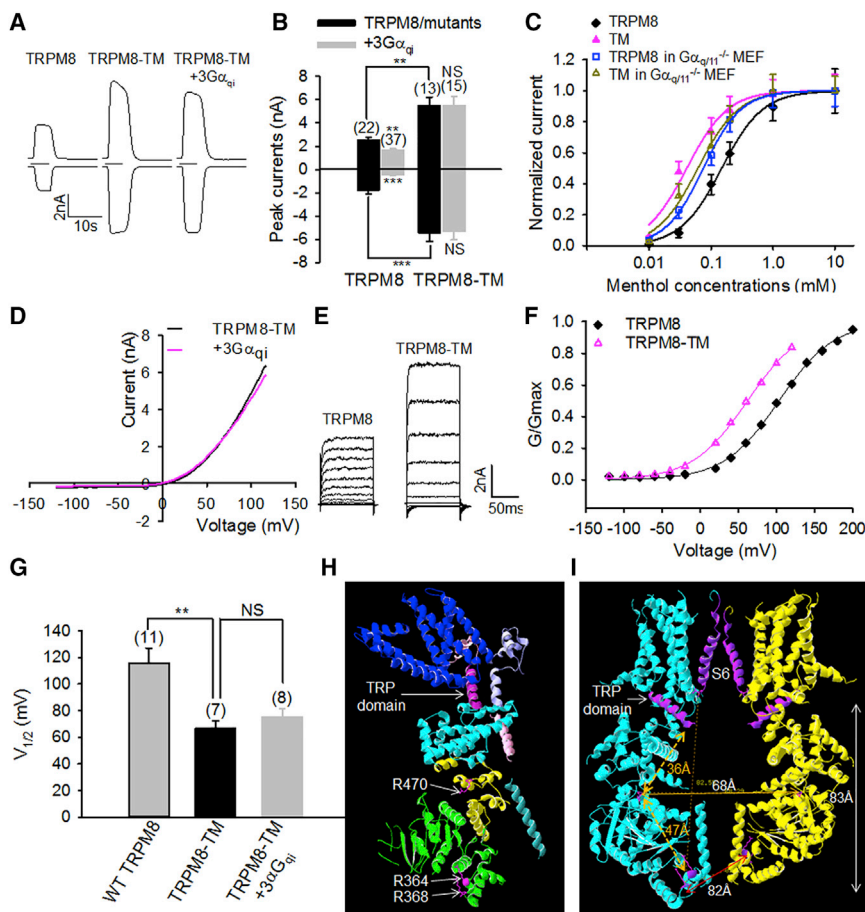 A
TRPM8 TRPM8-TM TRPM8-TM
+3Gαqi
2nA
10s
B
TRPM8/mutants
+3Gαqi
Peak currents (nA)
8
6
4
2
0
-2
-4
-6
-8
**
NS
(13) (15)
(22) **
(37)
***
NS
***
TRPM8 TRPM8-TM
C
TRPM8
TM
TRPM8 in Gαq/11-/- MEF
TM in Gαq/11-/- MEF
Normalized currrent
1.2
1.0
0.8
0.6
0.4
0.2
0.0
0.01 0.1 1.0 10
Menthol concentrations (mM)
D
TRPM8-TM
+3Gαqi
Current (nA)
8
6
4
2
0
-2
-150 -100 -50 0 50 100 150
Voltage (mV)
E
TRPM8-TM
TRPM8
2nA
50ms
F
TRPM8
TRPM8-TM
G/Gmax
1.0
0.8
0.6
0.4
0.2
0.0
-150 -100 -50 0 50 100 150 200
Voltage (mV)
G
V1/2 (mV)
140
120
100
80
60
40
20
0
** NS
(11)
(7) (8)
WT TRPM8
TRPM8-TM
TRPM8-TM
+3αGqi
H
TRP
domain
R470
R364
R368
I
S6
TRP
domain
36Å
68Å
83Å
47Å
82Å